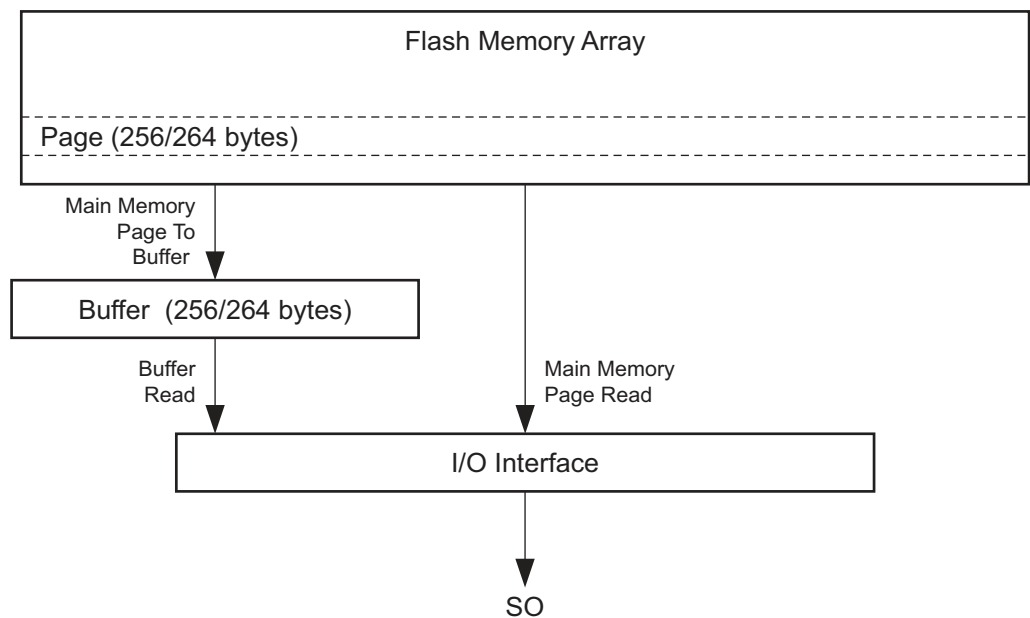 Flash Memory Array
Page (256/264 bytes)
Main Memory
Page To
Buffer
Buffer (256/264 bytes)
Buffer
Read
Main Memory
Page Read
I/O Interface
SO